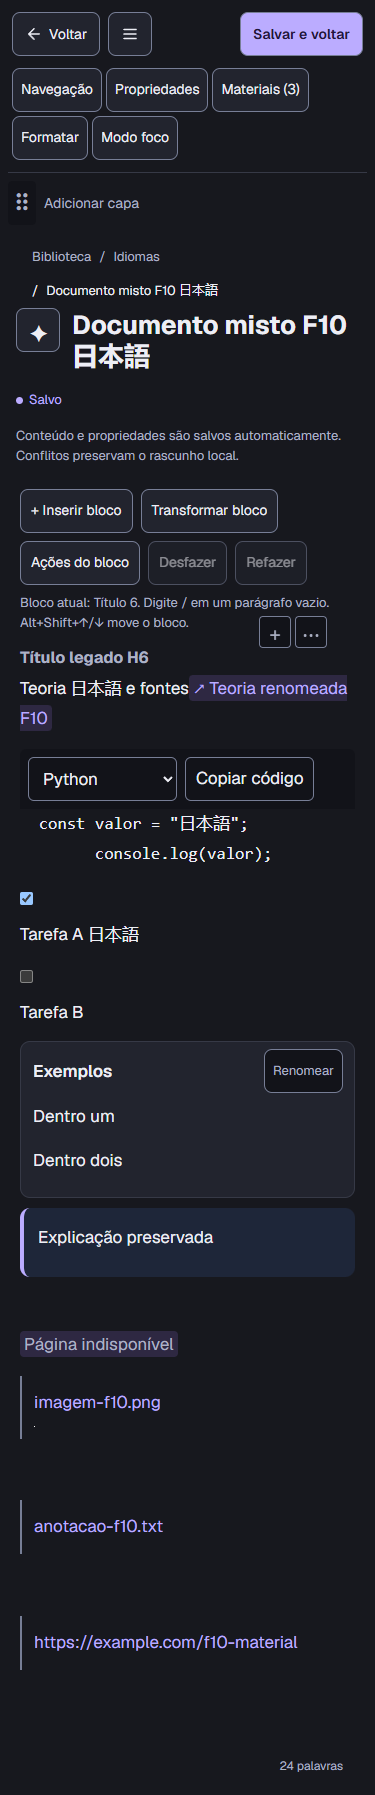 Voltar
Salvar e voltar
Navegação
Propriedades
Materiais (3)
Formatar
Modo foco
Adicionar capa
Biblioteca / Idiomas
/ Documento misto F10 日本語
Documento misto F10
日本語
Salvo
Conteúdo e propriedades são salvos automaticamente.
Conflitos preservam o rascunho local.
+ Inserir bloco
Transformar bloco
Ações do bloco
Desfazer
Refazer
Bloco atual: Título 6. Digite / em um parágrafo vazio.
Alt+Shift+↑/↓ move o bloco.
+
...
Título legado H6
Teoria 日本語 e fontes ↗ Teoria renomeada
F10
Python
Copiar código
const valor = "日本語";
console.log(valor);
Tarefa A 日本語
Tarefa B
Exemplos
Renomear
Dentro um
Dentro dois
Explicação preservada
Página indisponível
imagem-f10.png
anotacao-f10.txt
https://example.com/f10-material
24 palavras